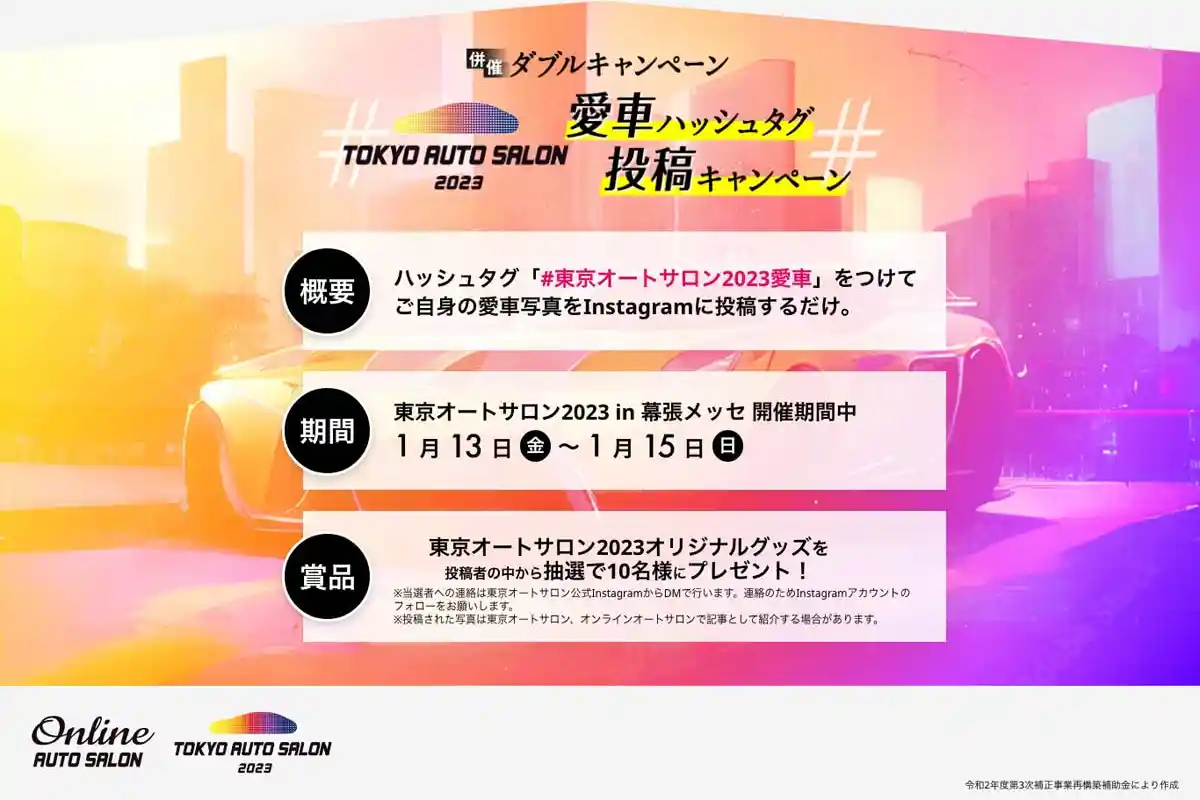 併催 ダブルキャンペーン
# TOKYO AUTO SALON 2023
愛車ハッシュタグ #
投稿キャンペーン
概要
ハッシュタグ「#東京オートサロン2023愛車」をつけて
ご自身の愛車写真をInstagramに投稿するだけ。
期間
東京オートサロン2023 in 幕張メッセ 開催期間中
1月13日 金 〜 1月15日 日
賞品
東京オートサロン2023オリジナルグッズを
投稿者の中から抽選で10名様にプレゼント！
※当選者への連絡は東京オートサロン公式InstagramからDMで行います。連絡のためInstagramアカウントの
フォローをお願いします。
※投稿された写真は東京オートサロン、オンラインオートサロンで記事として紹介する場合があります。
Online
AUTO SALON
TOKYO AUTO SALON
2023
令和2年度第3次補正事業再構築補助金により作成